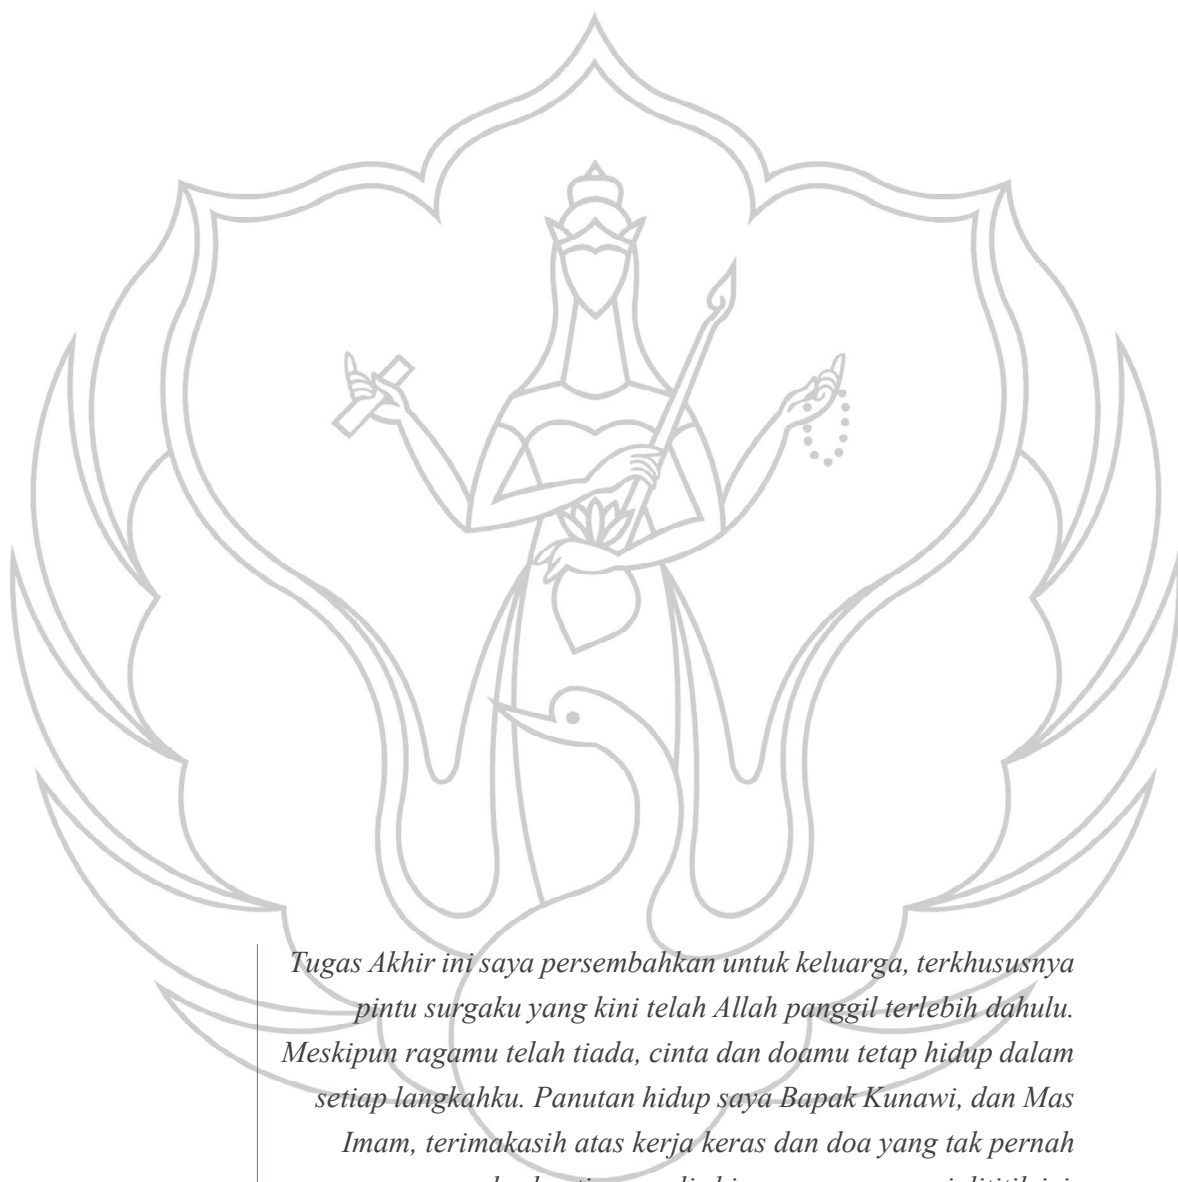 Tugas Akhir ini saya persembahkan untuk keluarga, terkhususnya
pintu surgaku yang kini telah Allah panggil terlebih dahulu.
Meskipun ragamu telah tiada, cinta dan doamu tetap hidup dalam
setiap langkahku. Panutan hidup saya Bapak Kunawi, dan Mas
Imam, terimakasih atas kerja keras dan doa yang tak pernah